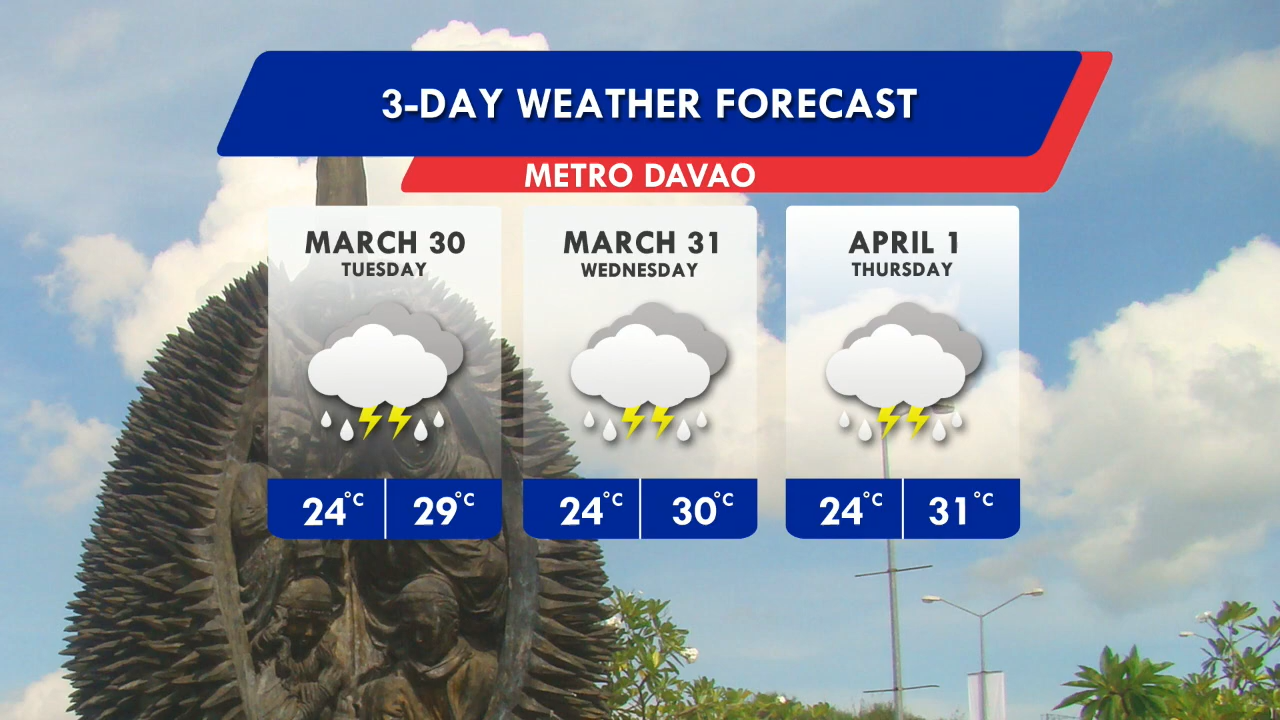 3-DAY WEATHER FORECAST
METRO DAVAO
MARCH 30
TUESDAY
24°C 29°C
MARCH 31
WEDNESDAY
24°C 30°C
APRIL 1
THURSDAY
24°C 31°C